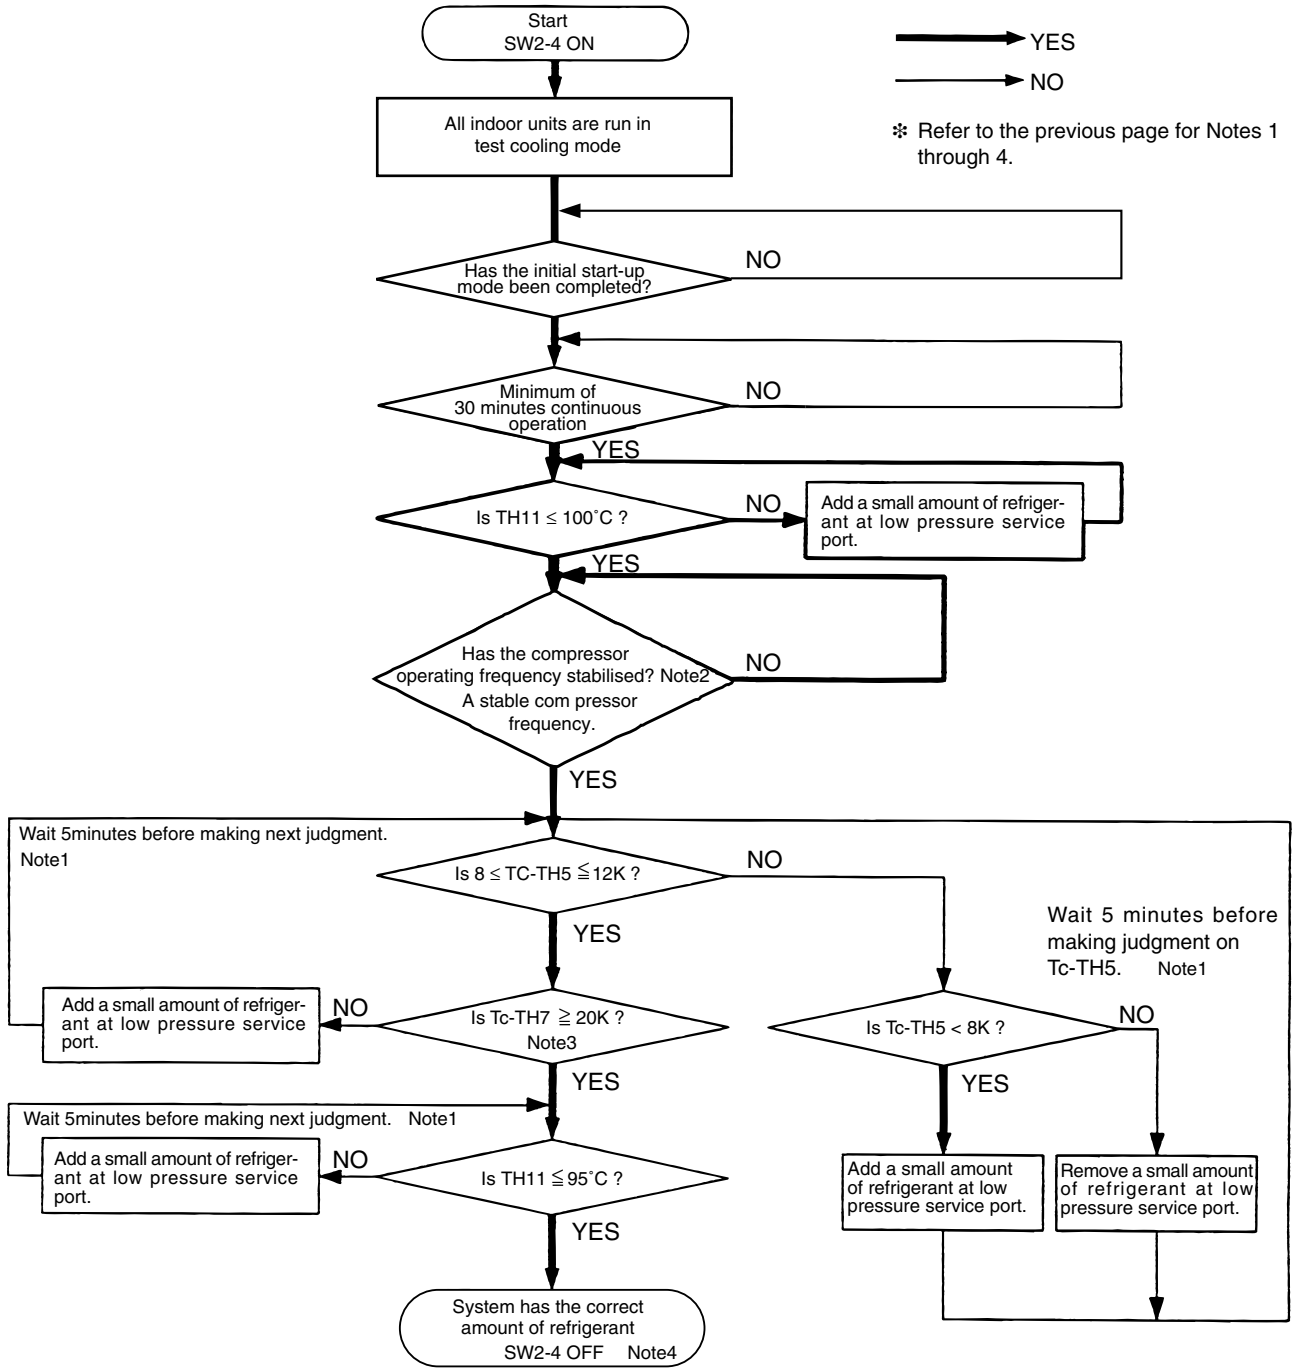 Start
SW2-4 ON
YES
NO
❇ Refer to the previous page for Notes 1
through 4.
All indoor units are run in
test cooling mode
Has the initial start-up
mode been completed?
NO
Minimum of
30 minutes continuous
operation
NO
YES
Is TH11 ≤ 100˚C ?
NO
Add a small amount of refriger-
ant at low pressure service
port.
YES
Has the compressor
operating frequency stabilised? Note2
A stable com pressor
frequency.
NO
YES
Wait 5minutes before making next judgment.
Note1
Is 8 ≤ TC-TH5 ≦12K ?
NO
YES
Wait 5 minutes before
making judgment on
Tc-TH5. Note1
Add a small amount of refriger-
ant at low pressure service
port.
NO
Is Tc-TH7 ≧ 20K ?
Note3
Is Tc-TH5 < 8K ?
NO
YES
YES
Wait 5minutes before making next judgment. Note1
Add a small amount of refriger-
ant at low pressure service
port.
NO
Is TH11 ≦ 95˚C ?
Add a small amount
of refrigerant at low
pressure service port.
Remove a small amount
of refrigerant at low
pressure service port.
YES
System has the correct
amount of refrigerant
SW2-4 OFF Note4